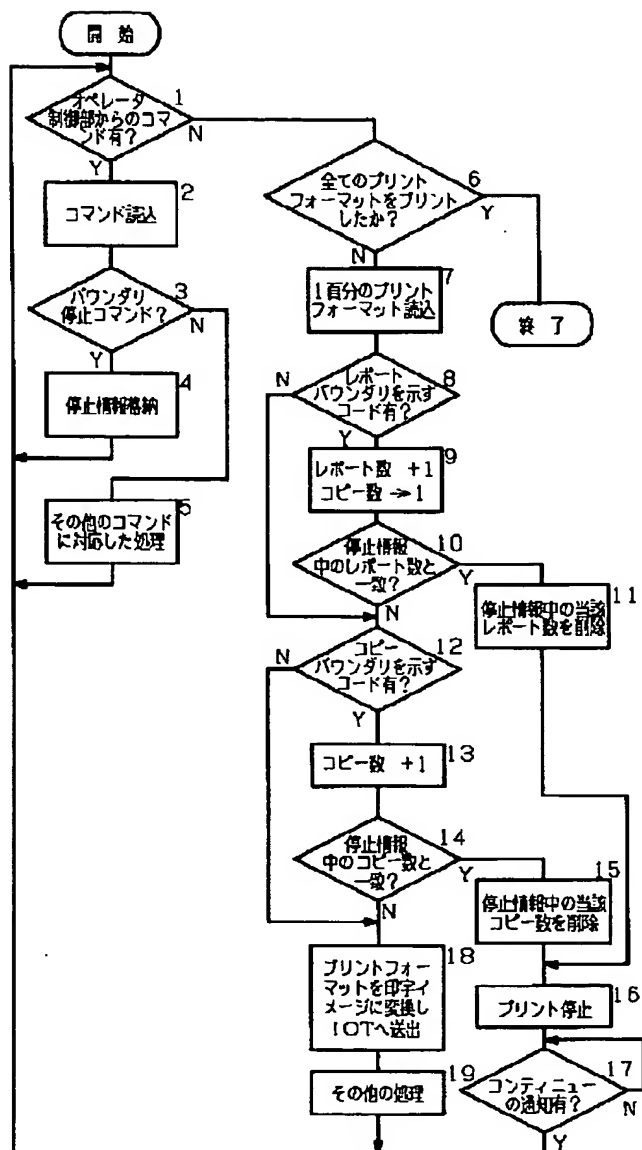 開 始
オペレータ
制御部からのコマ
ンド有?
1
N
Y
コマンド読込
2
バウンダリ
停止コマンド?
3
N
Y
停止情報格納
4
その他のコマンド
に対応した処理
5
全てのプリント
フォーマットをプリント
したか?
6
Y
N
1百分のプリント
フォーマット読込
7
終 了
レポート
バウンダリを示す
コード有?
8
N
Y
レポート数 +1
コピー数 → 1
9
停止情報
中のレポート数と
一致?
10
Y
N
停止情報中の当該
レポート数を削除
11
コピー
バウンダリを示す
コード有?
12
N
Y
コピー数 +1
13
停止情報
中のコピー数と
一致?
14
Y
N
停止情報中の当該
コピー数を削除
15
プリント停止
16
コンティニュー
の通知有?
17
N
Y
プリントフォー
マットを印字イ
メージに変換し
IOTへ送出
18
その他の処理
19